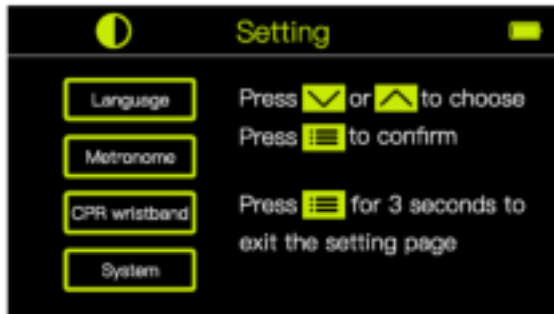 Setting
Language
Metronome
CPR wristband
System
Press or to choose
Press to confirm
Press for 3 seconds to
exit the setting page